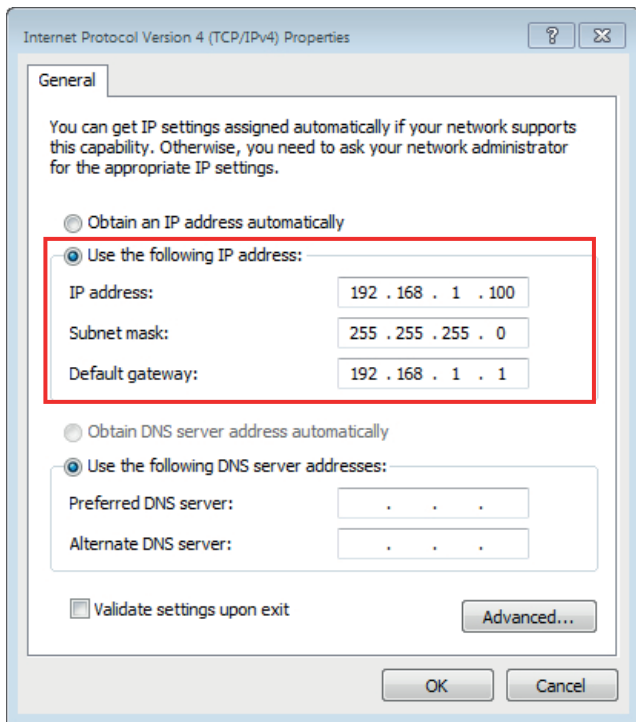 Internet Protocol Version 4 (TCP/IPv4) Properties
?
General
You can get IP settings assigned automatically if your network supports
this capability. Otherwise, you need to ask your network administrator
for the appropriate IP settings.
Obtain an IP address automatically
Use the following IP address:
IP address: 192 . 168 . 1 . 100
Subnet mask: 255 . 255 . 255 . 0
Default gateway: 192 . 168 . 1 . 1
Obtain DNS server address automatically
Use the following DNS server addresses:
Preferred DNS server: . . .
Alternate DNS server: . . .
Validate settings upon exit
Advanced...
OK Cancel